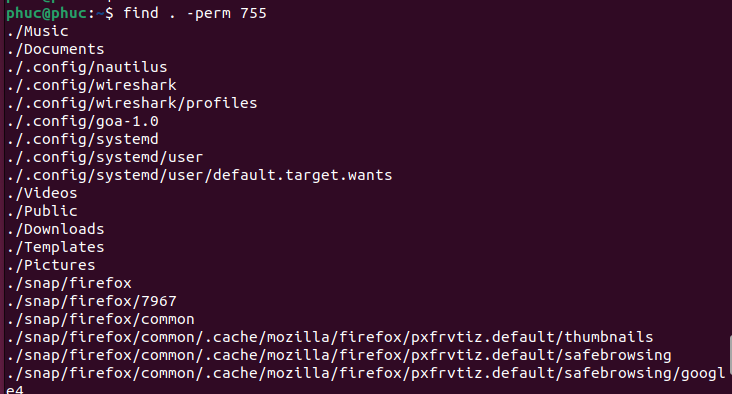 phuc@phuc:~$ find . -perm 755
./Music
./Documents
./.config/nautilus
./.config/wireshark
./.config/wireshark/profiles
./.config/goa-1.0
./.config/systemd
./.config/systemd/user
./.config/systemd/user/default.target.wants
./Videos
./Public
./Downloads
./Templates
./Pictures
./snap/firefox
./snap/firefox/7967
./snap/firefox/common
./snap/firefox/common/.cache/mozilla/firefox/pxfrvtiz.default/thumbnails
./snap/firefox/common/.cache/mozilla/firefox/pxfrvtiz.default/safebrowsing
./snap/firefox/common/.cache/mozilla/firefox/pxfrvtiz.default/safebrowsing/googl
e4